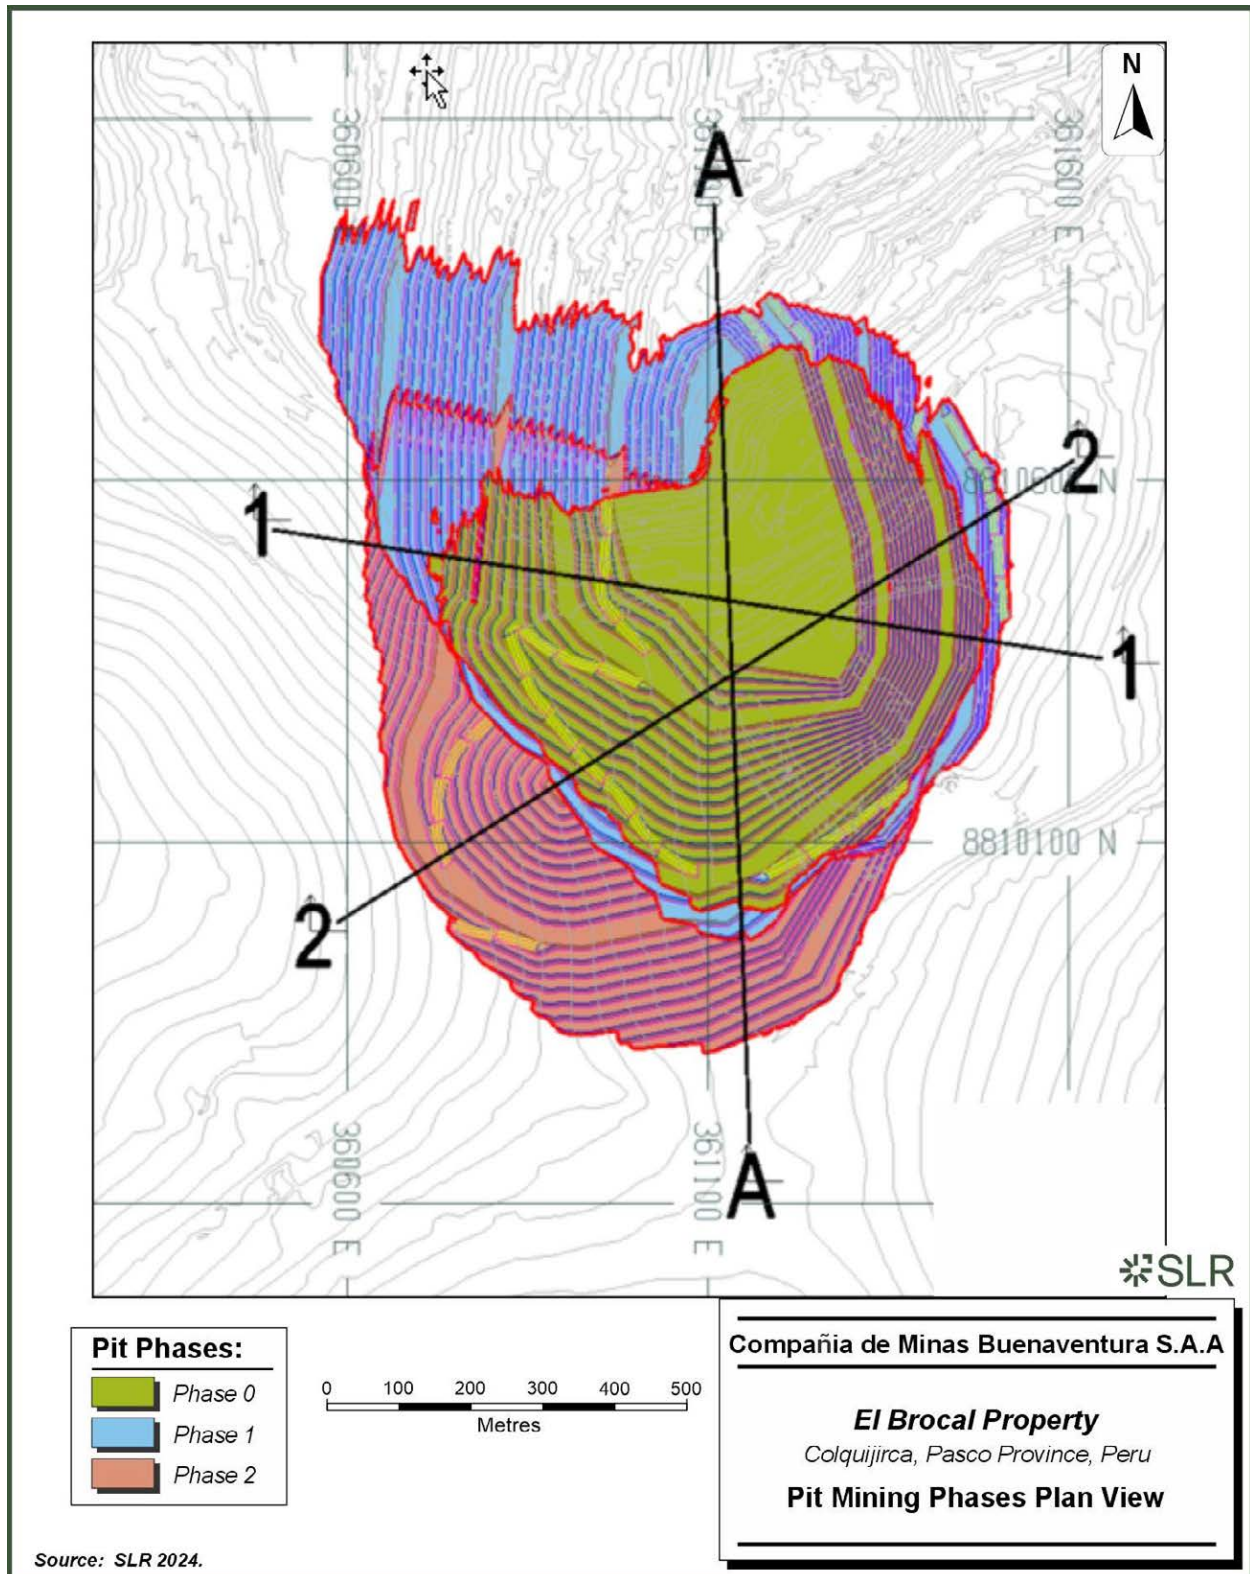 N
360600
A
E
361600 E
2
N
1
1
8810100 N
2
A
360600 E
361100 E
SLR
Pit Phases:
Phase 0
Phase 1
Phase 2
0 100 200 300 400 500
Metres
Compañia de Minas Buenaventura S.A.A
El Brocal Property
Colquijirca, Pasco Province, Peru
Pit Mining Phases Plan View
Source: SLR 2024.